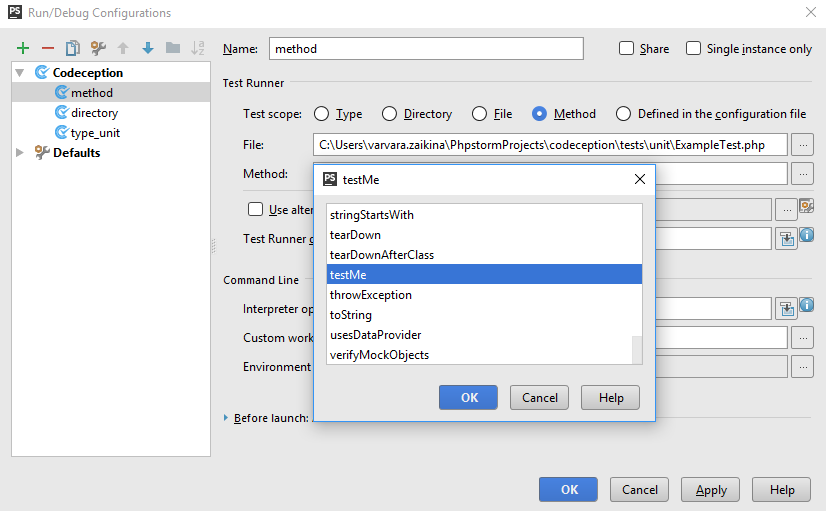 PS Run/Debug Configurations
Name: method Share Single instance only
Codeception
method
directory
type_unit
Defaults
Test Runner
Test scope: Type Directory File Method Defined in the configuration file
File: C:\Users\varvara.zaikina\PhpstormProjects\codeception\tests\unit\ExampleTest.php ...
Method: ...
Use alter ...
Test Runner
Command Line
Interpreter op
Custom work ...
Environment ...
Before launch:
PS testMe
stringStartsWith
tearDown
tearDownAfterClass
testMe
throwException
toString
usesDataProvider
verifyMockObjects
OK Cancel Help
OK Cancel Apply Help